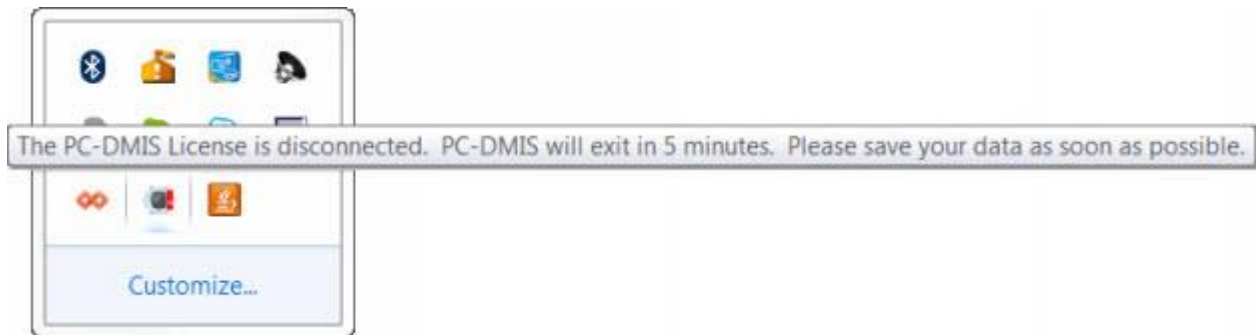 The PC-DMIS License is disconnected. PC-DMIS will exit in 5 minutes. Please save your data as soon as possible.
Customize...